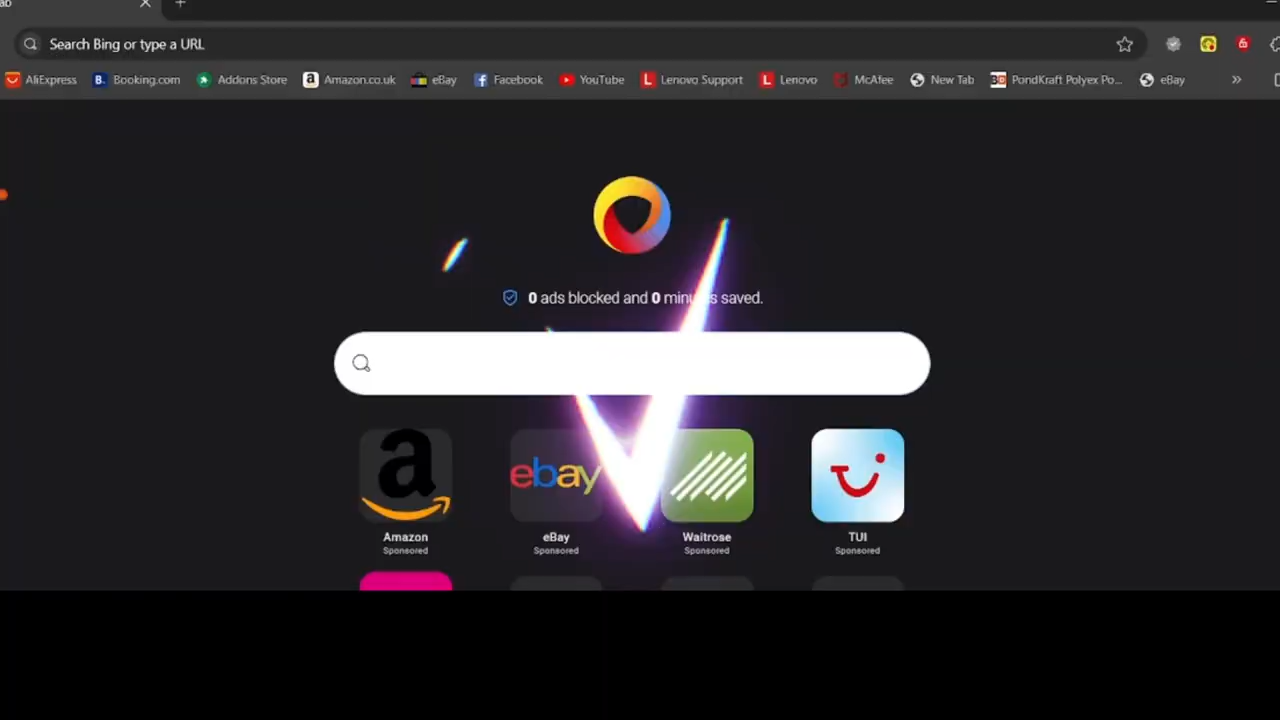 ab
Search Bing or type a URL
AliExpress Booking.com Addons Store Amazon.co.uk eBay Facebook YouTube Lenovo Support Lenovo McAfee New Tab PondKraft Polyex Po... eBay
0 ads blocked and 0 minutes saved.
a ebay
Amazon eBay Waitrose TUI
Sponsored Sponsored Sponsored Sponsored